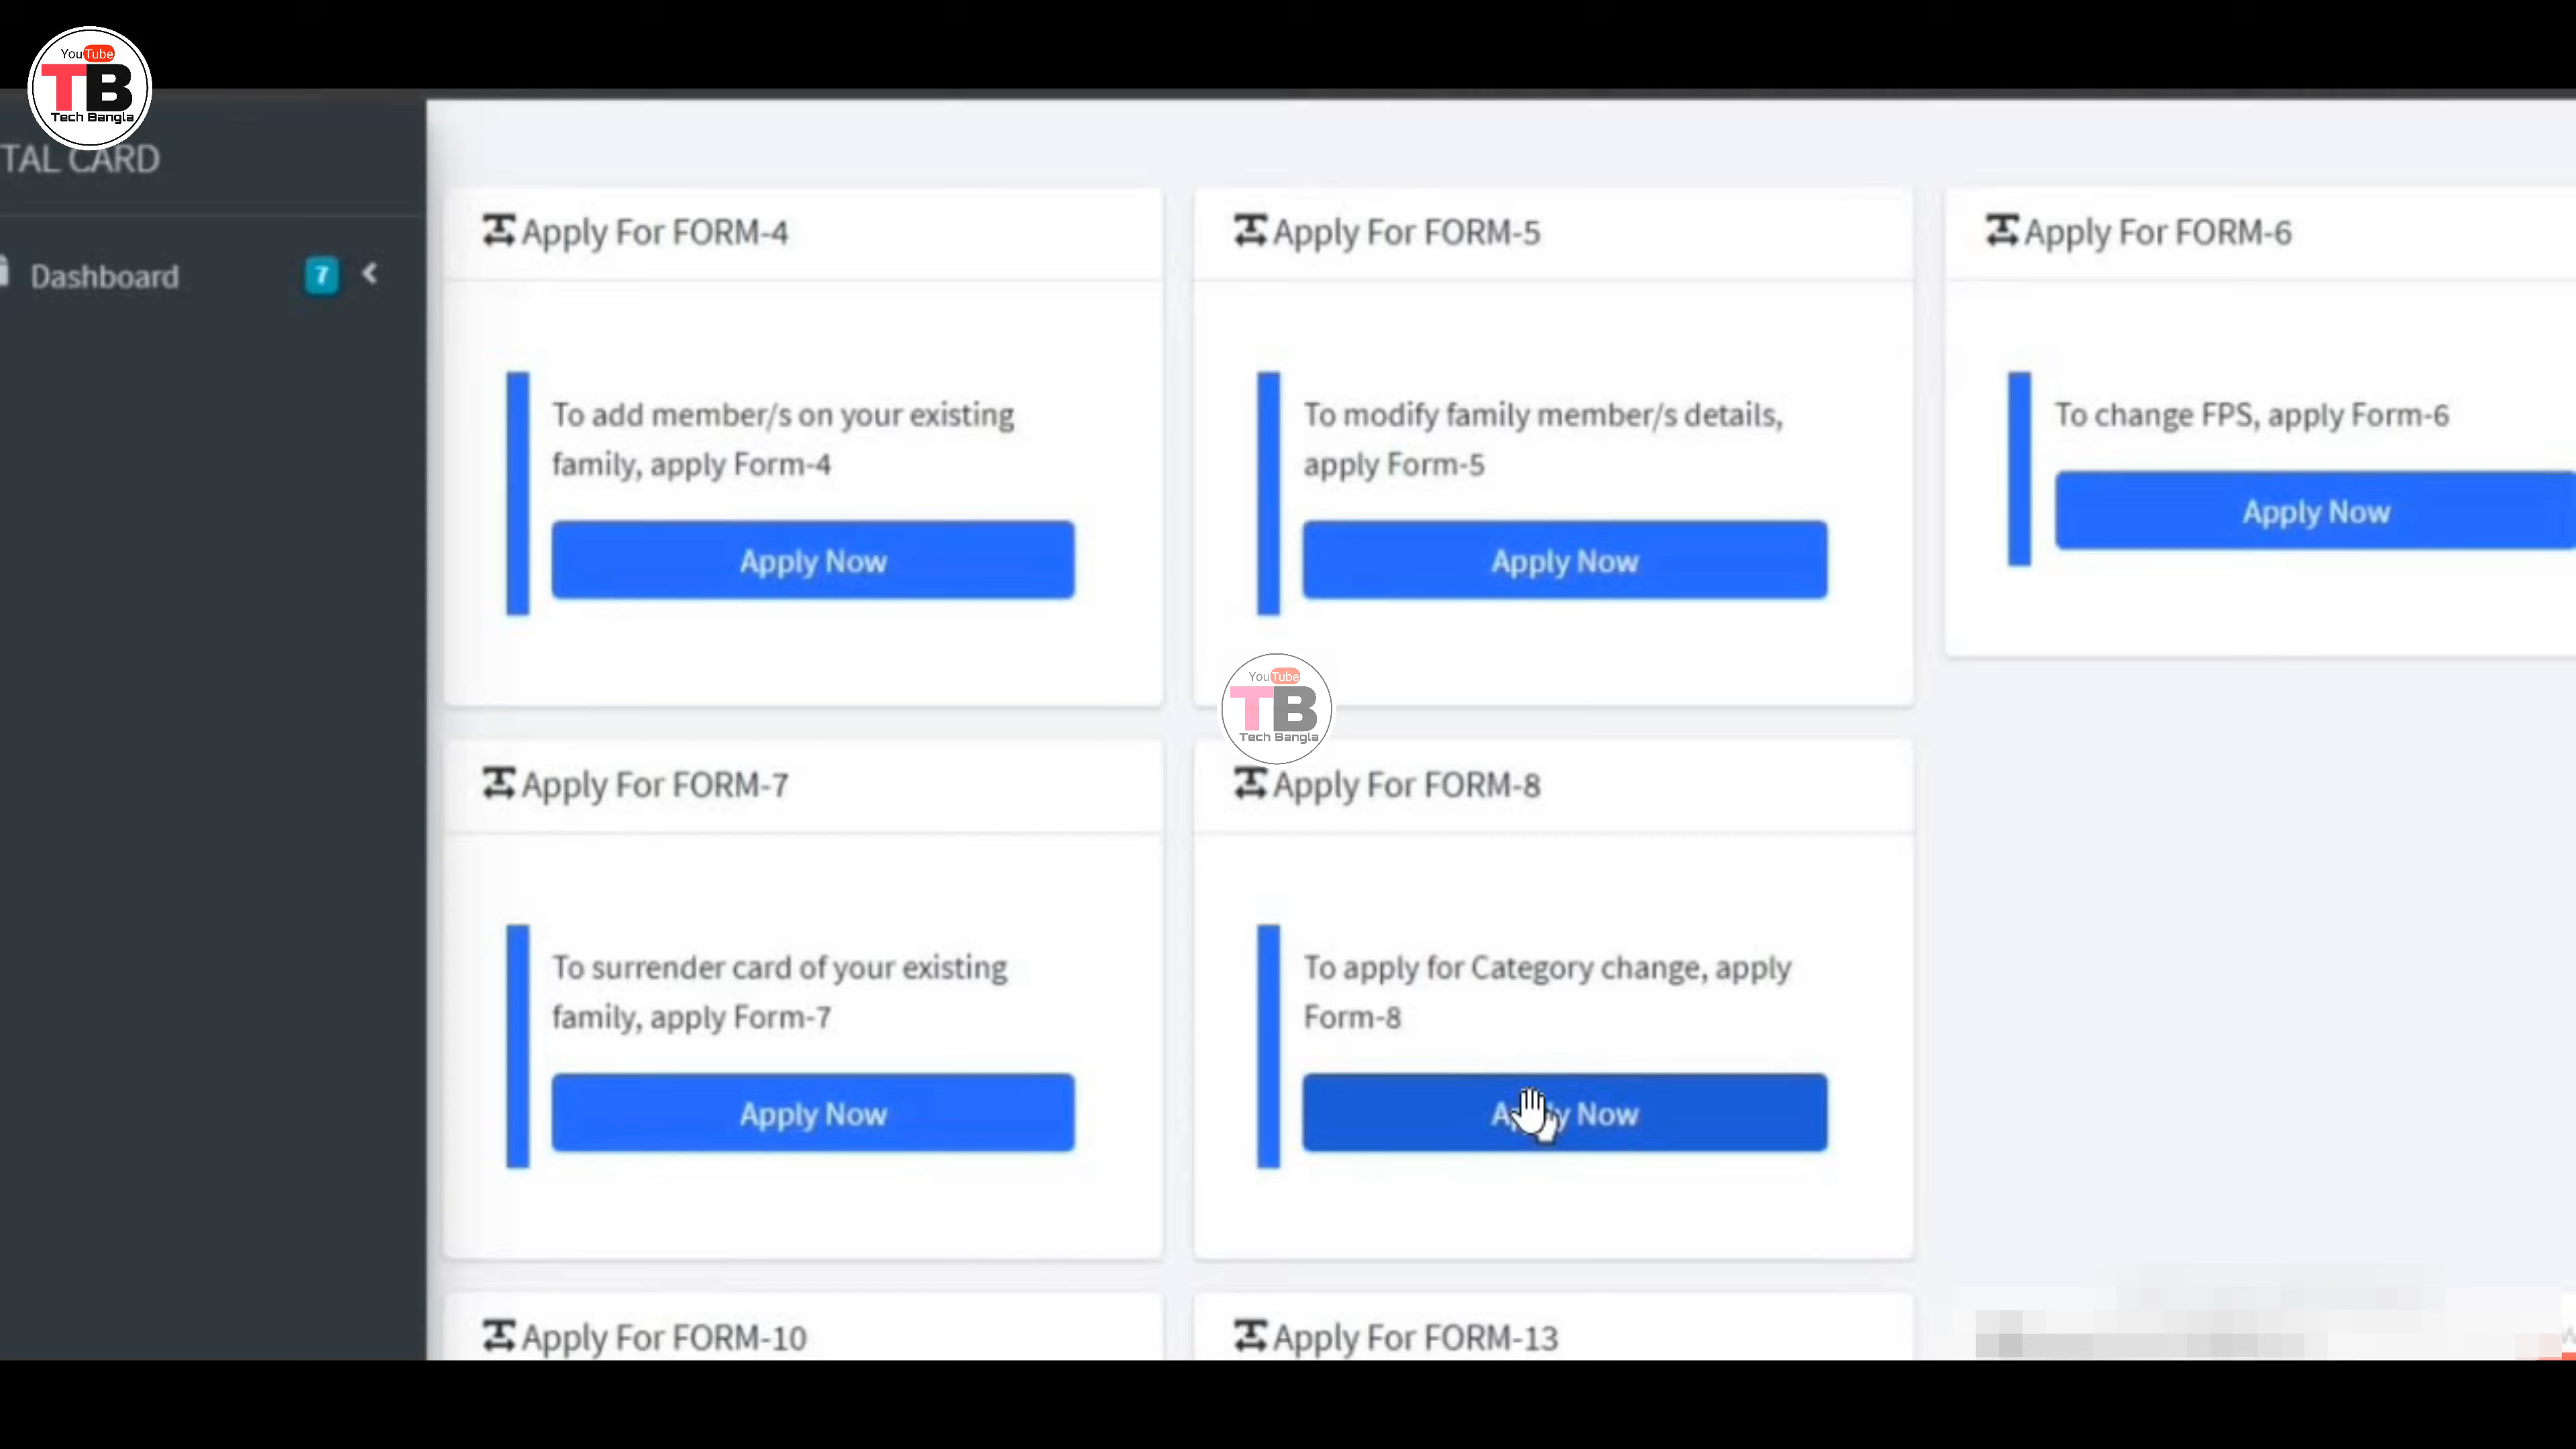 YouTube
TB
Tech Bangla
TAL CARD
Dashboard 7
Apply For FORM-4
To add member/s on your existing
family, apply Form-4
Apply Now
Apply For FORM-5
To modify family member/s details,
apply Form-5
Apply Now
Apply For FORM-6
To change FPS, apply Form-6
Apply Now
YouTube
TB
Tech Bangla
Apply For FORM-7
To surrender card of your existing
family, apply Form-7
Apply Now
Apply For FORM-8
To apply for Category change, apply
Form-8
Apply Now
Apply For FORM-10
Apply For FORM-13